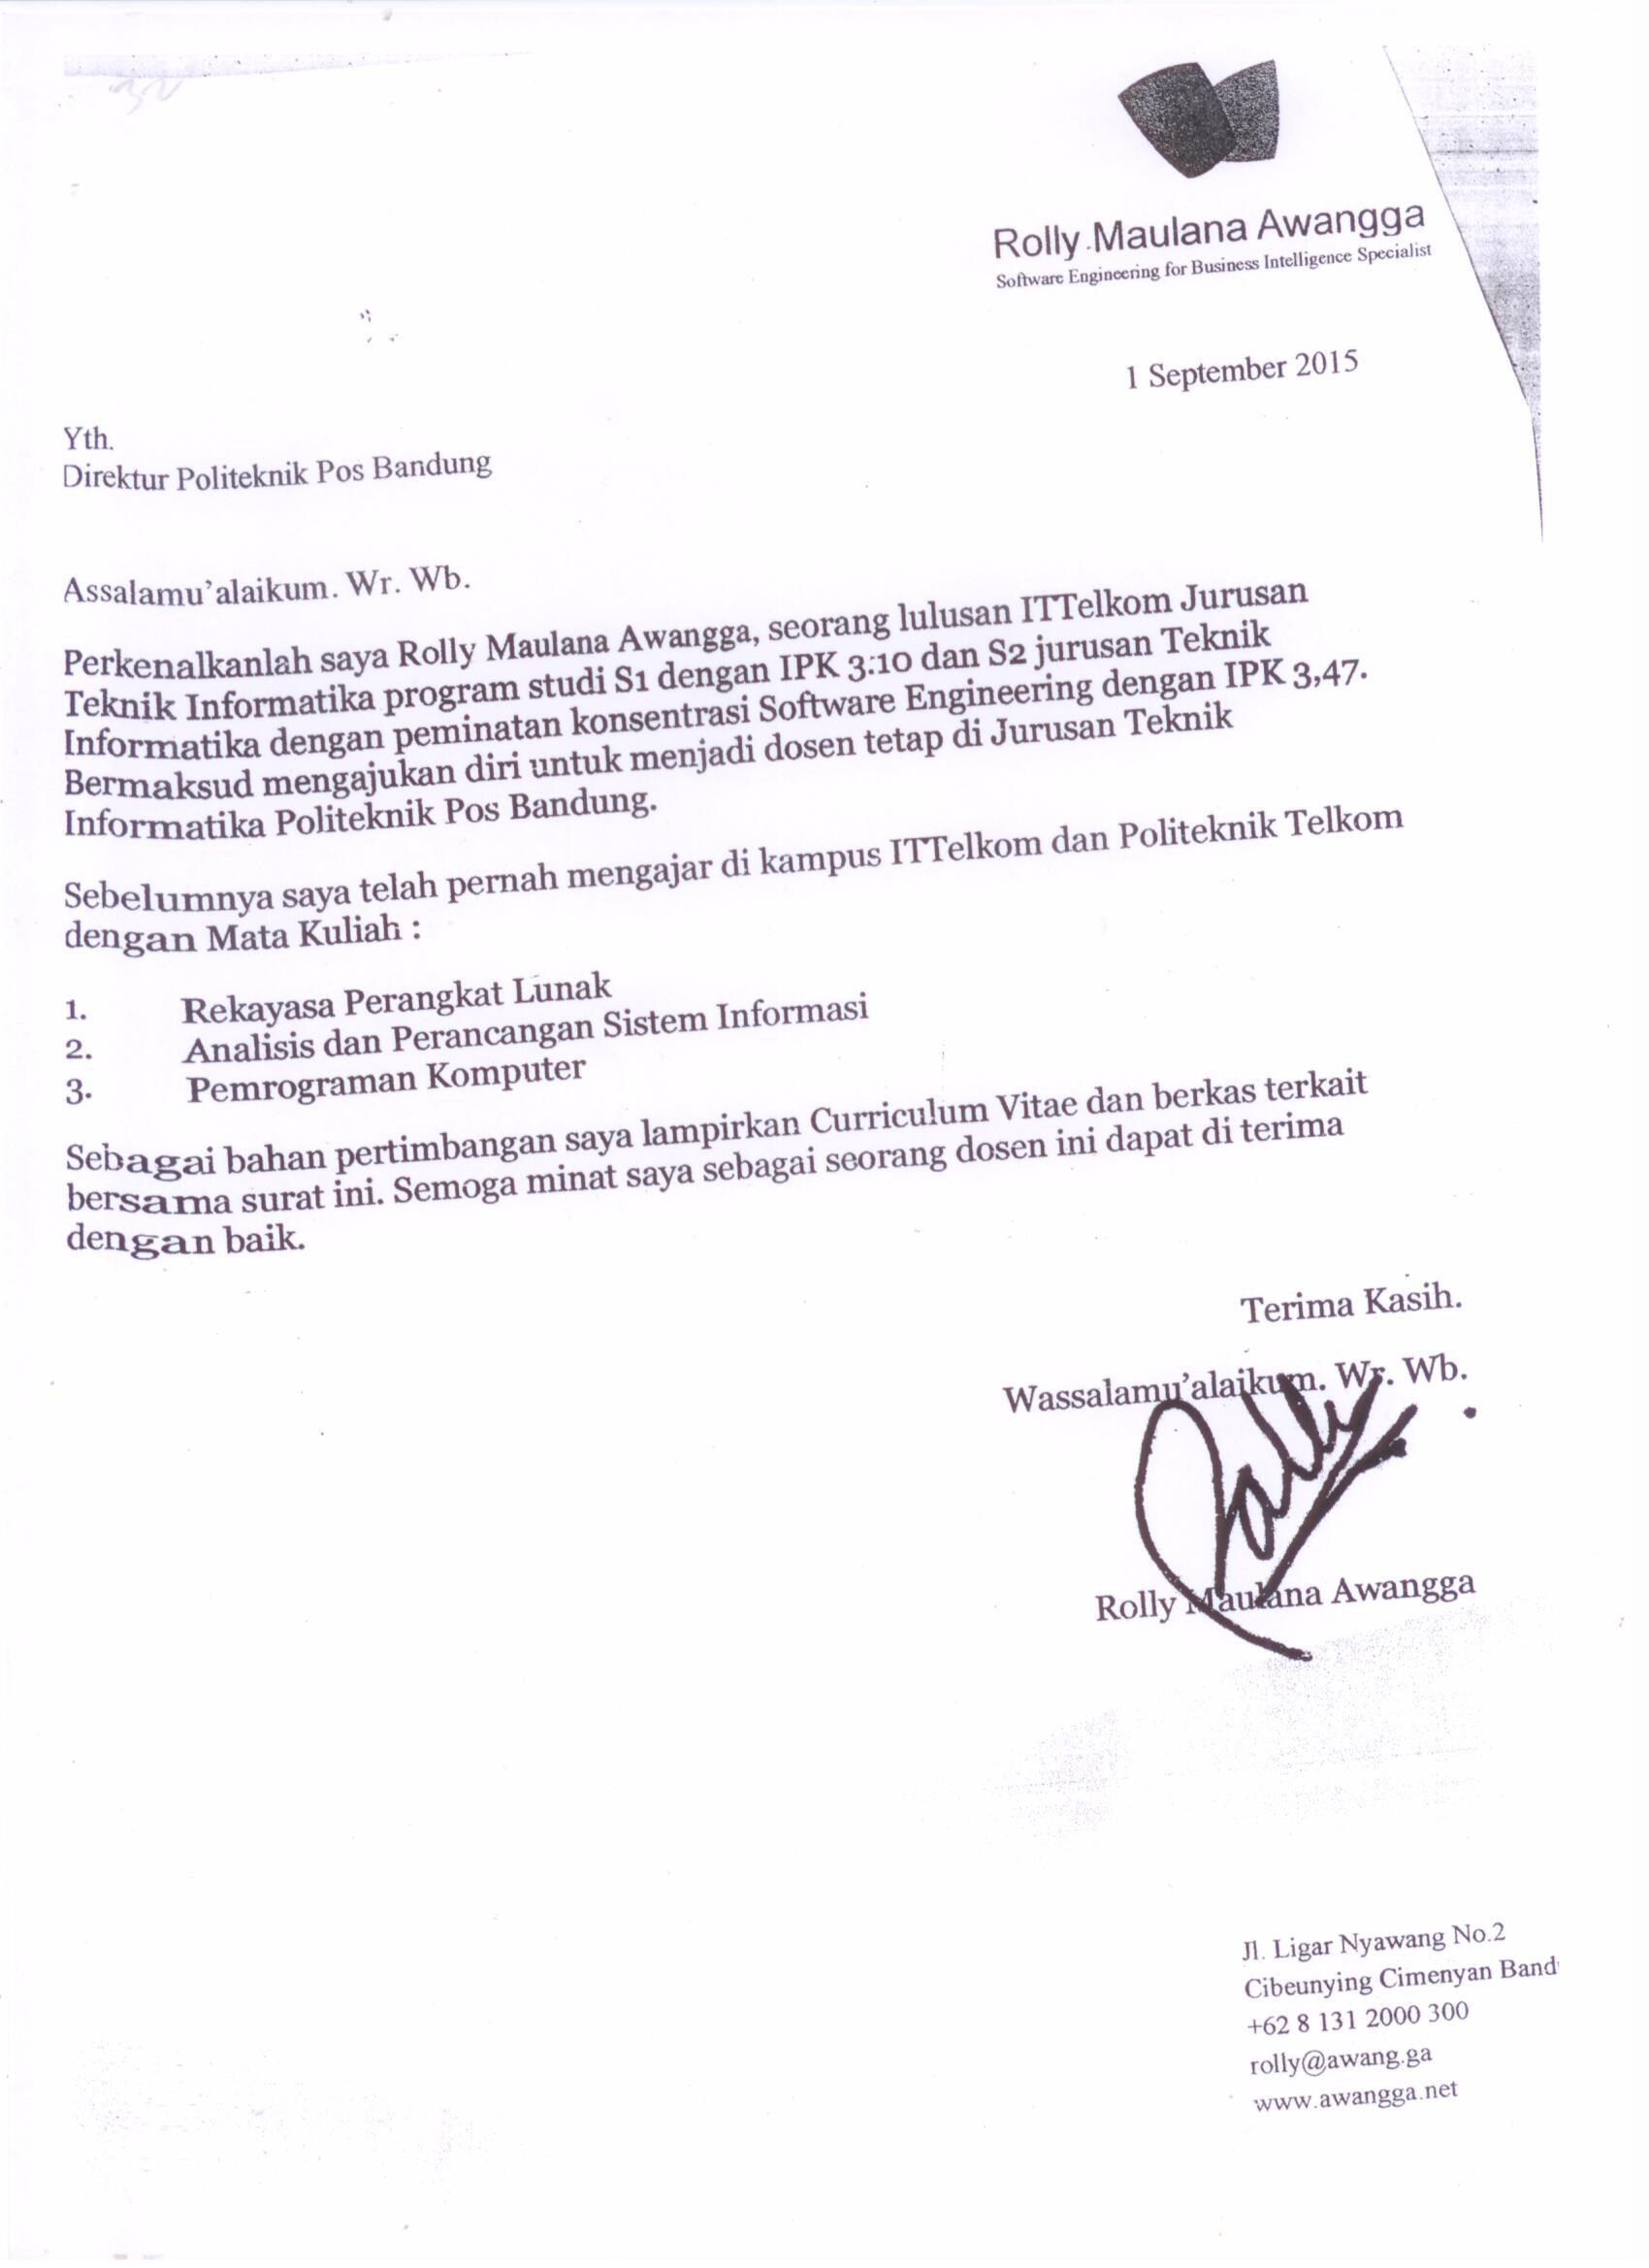 Rolly Maulana Awangga
Software Engineering for Business Intelligence Specialist
1 September 2015
Yth.
Direktur Politeknik Pos Bandung
Assalamu’alaikum. Wr. Wb.
Perkenalkanlah saya Rolly Maulana Awangga, seorang lulusan ITTelkom Jurusan
Teknik Informatika program studi S1 dengan IPK 3:10 dan S2 jurusan Teknik
Informatika dengan peminatan konsentrasi Software Engineering dengan IPK 3,47.
Bermaksud mengajukan diri untuk menjadi dosen tetap di Jurusan Teknik
Informatika Politeknik Pos Bandung.
Sebelumnya saya telah pernah mengajar di kampus ITTelkom dan Politeknik Telkom
dengan Mata Kuliah :
1. Rekayasa Perangkat Lunak
2. Analisis dan Perancangan Sistem Informasi
3. Pemrograman Komputer
Sebagai bahan pertimbangan saya lampirkan Curriculum Vitae dan berkas terkait
bersama surat ini. Semoga minat saya sebagai seorang dosen ini dapat di terima
dengan baik.
Terima Kasih.
Wassalamu’alaikum. Wr. Wb.
Rolly
Rolly Maulana Awangga
Jl. Ligar Nyawang No.2
Cibeunying Cimenyan Band
+62 8 131 2000 300
rolly@awang.ga
www.awangga.net